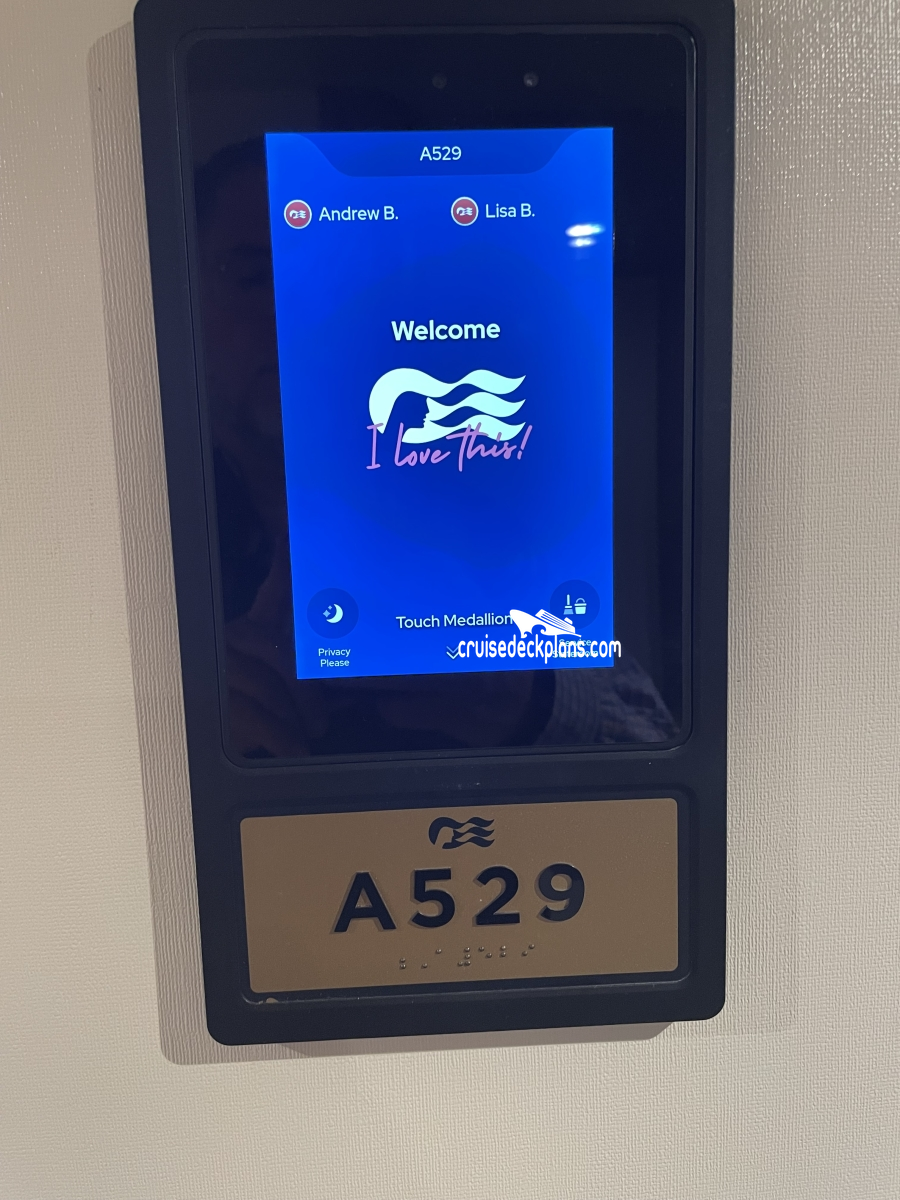 A529
Andrew B.
Lisa B.
Welcome
I love this!
Touch Medallion
Privacy
Please
cruisedeckplans.com
A529